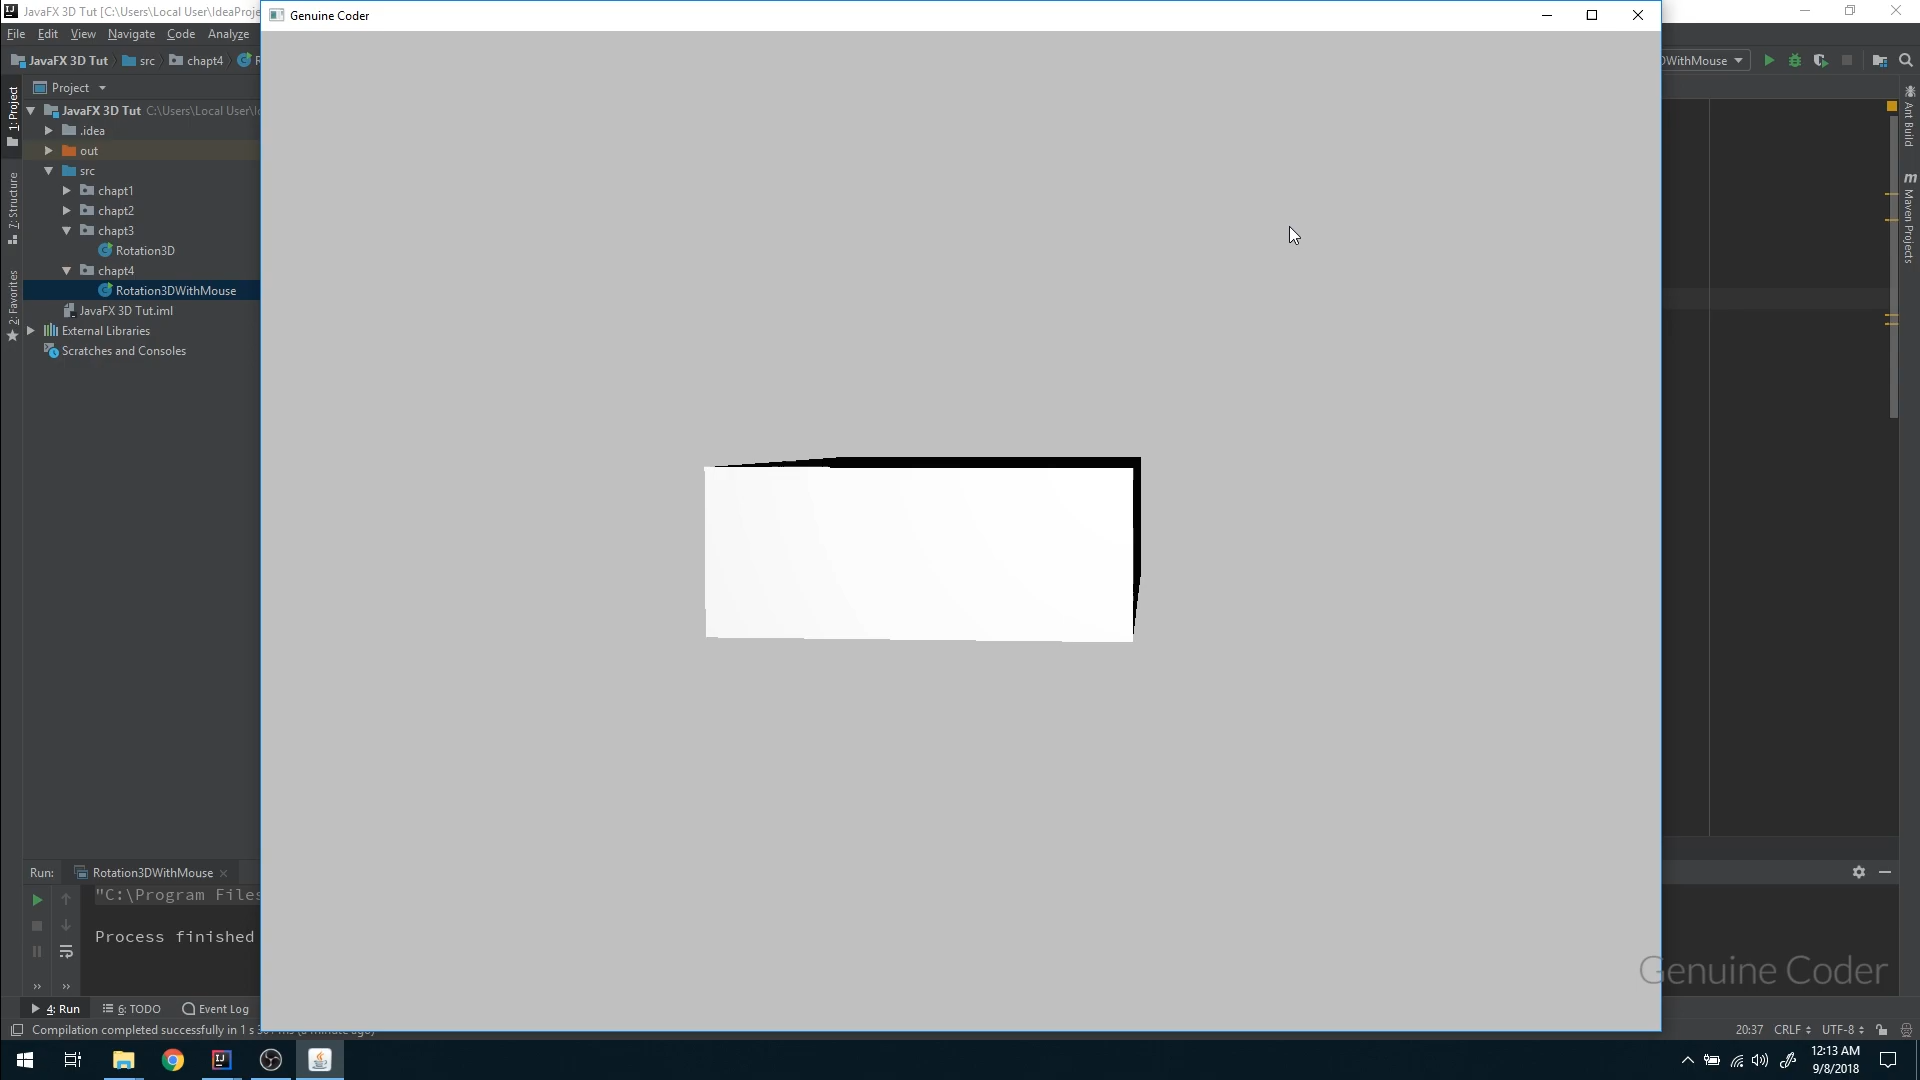 JavaFX 3D Tut [C:\Users\Local User\IdeaProje
Genuine Coder
File Edit View Navigate Code Analyze
JavaFX 3D Tut src chapt4
DWithMouse
Project
JavaFX 3D Tut C:\Users\Local User\
.idea
out
src
chapt1
chapt2
chapt3
Rotation3D
chapt4
Rotation3DWithMouse
JavaFX 3D Tut.iml
External Libraries
Scratches and Consoles
1: Project
7: Structure
2: Favorites
Ant Build
Maven Projects
Run: Rotation3DWithMouse
"C:\Program Files
Process finished
Genuine Coder
4: Run 6: TODO Event Log
Compilation completed successfully in 1 s
20:37 CRLF UTF-8
12:13 AM
9/8/2018